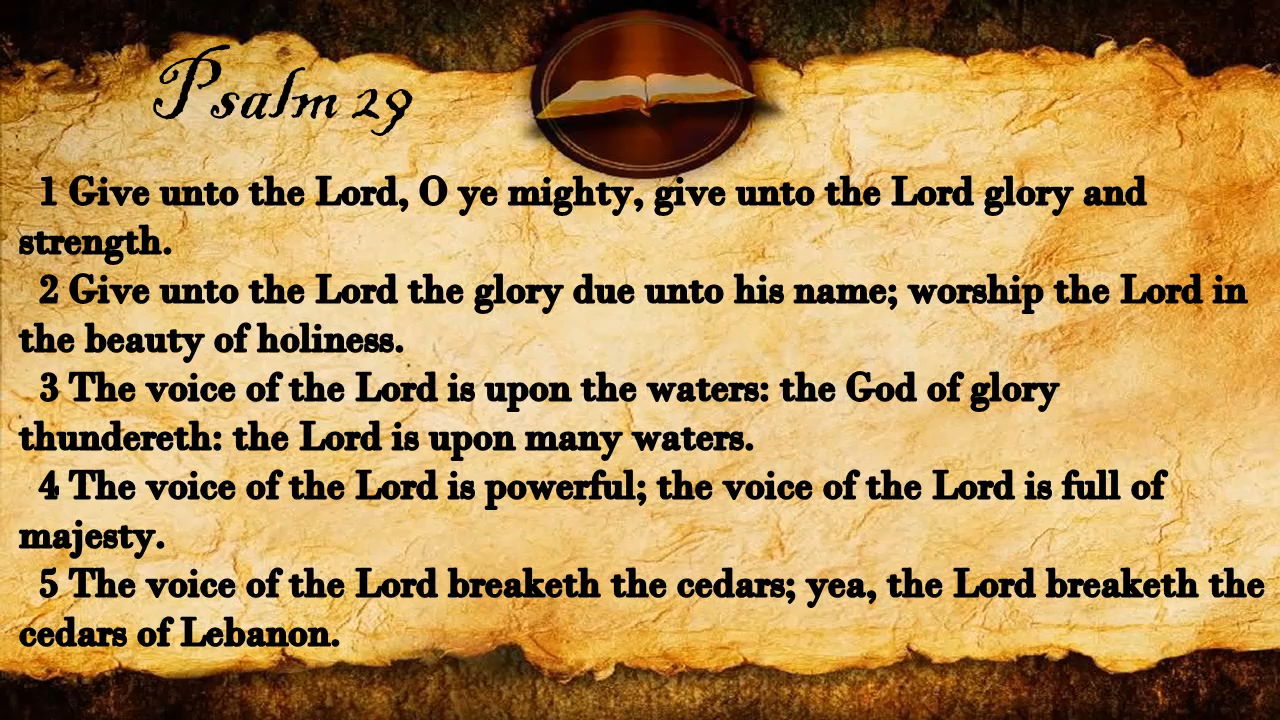 Psalm 29
1 Give unto the Lord, O ye mighty, give unto the Lord glory and
strength.
2 Give unto the Lord the glory due unto his name; worship the Lord in
the beauty of holiness.
3 The voice of the Lord is upon the waters: the God of glory
thundereth: the Lord is upon many waters.
4 The voice of the Lord is powerful; the voice of the Lord is full of
majesty.
5 The voice of the Lord breaketh the cedars; yea, the Lord breaketh the
cedars of Lebanon.